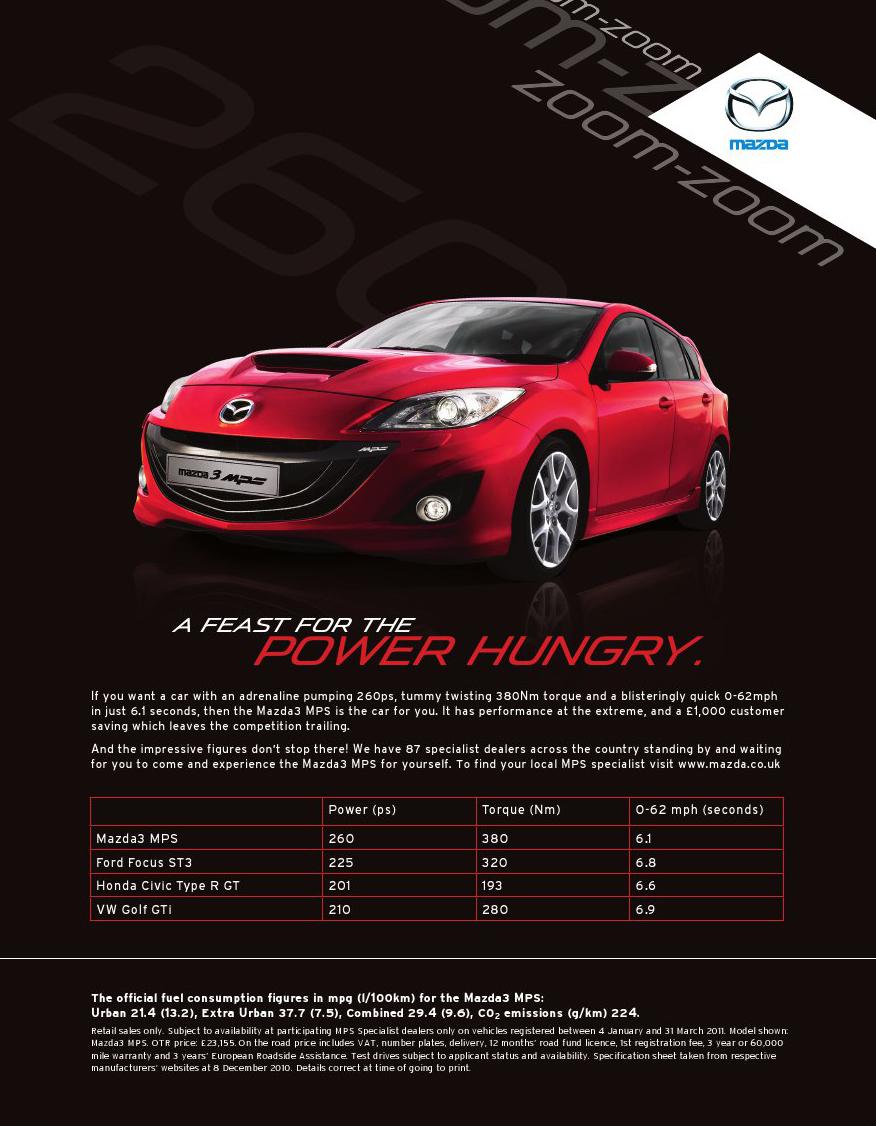 zoom-zoom
zoom-zoom
mazda
260
mazda 3 mps
mps
A FEAST FOR THE
POWER HUNGRY.
If you want a car with an adrenaline pumping 260ps, tummy twisting 380Nm torque and a blisteringly quick 0-62mph
in just 6.1 seconds, then the Mazda3 MPS is the car for you. It has performance at the extreme, and a £1,000 customer
saving which leaves the competition trailing.
And the impressive figures don't stop there! We have 87 specialist dealers across the country standing by and waiting
for you to come and experience the Mazda3 MPS for yourself. To find your local MPS specialist visit www.mazda.co.uk
Power (ps) Torque (Nm) 0-62 mph (seconds)
Mazda3 MPS 260 380 6.1
Ford Focus ST3 225 320 6.8
Honda Civic Type R GT 201 193 6.6
VW Golf GTi 210 280 6.9
The official fuel consumption figures in mpg (l/100km) for the Mazda3 MPS:
Urban 21.4 (13.2), Extra Urban 37.7 (7.5), Combined 29.4 (9.6), CO₂ emissions (g/km) 224.
Retail sales only. Subject to availability at participating MPS Specialist dealers only on vehicles registered between 4 January and 31 March 2011. Model shown:
Mazda3 MPS. OTR price: £23,155. On the road price includes VAT, number plates, delivery, 12 months' road fund licence, 1st registration fee, 3 year or 60,000
mile warranty and 3 years' European Roadside Assistance. Test drives subject to applicant status and availability. Specification sheet taken from respective
manufacturers' websites at 8 December 2010. Details correct at time of going to print.